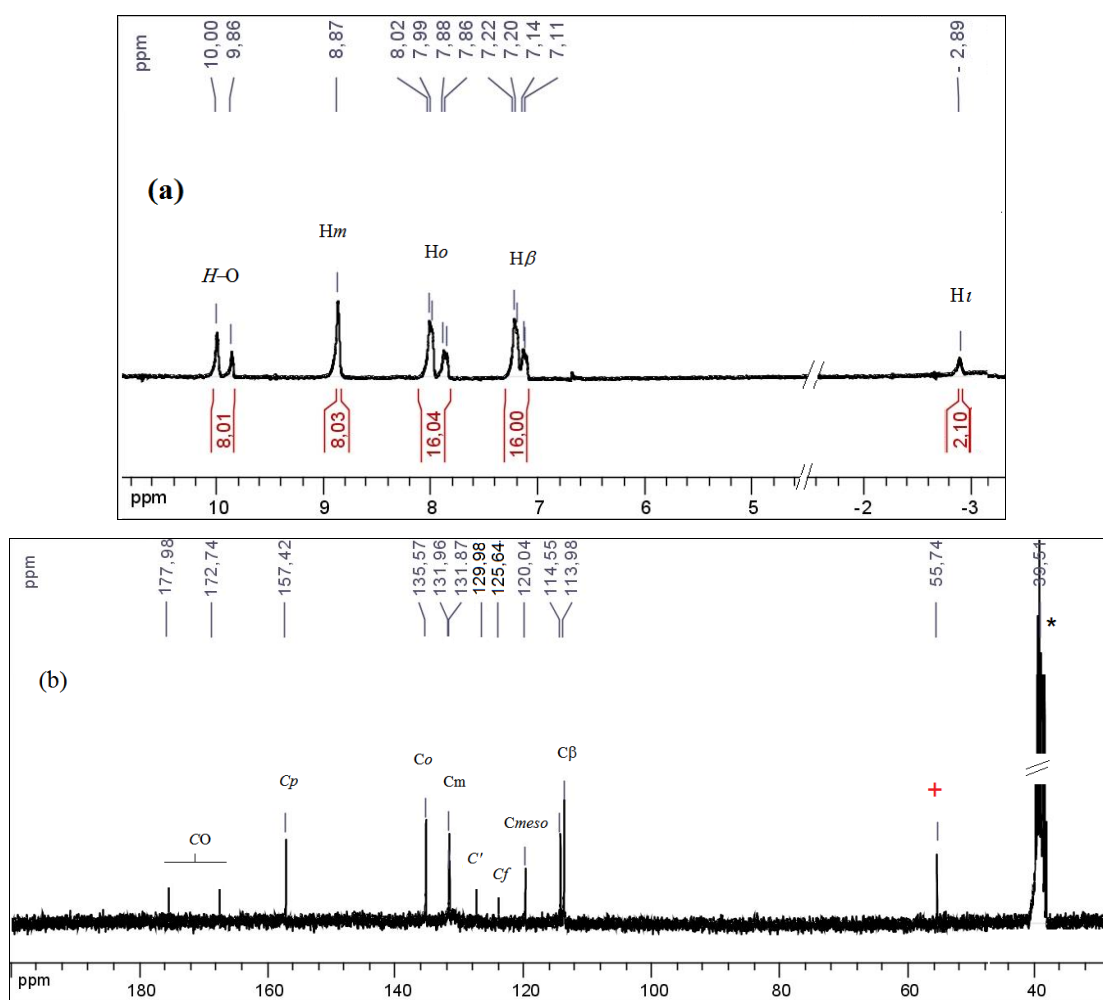 ppm
10,00
9,86
8,87
8,02
7,99
7,88
7,86
7,22
7,20
7,14
7,11
- 2,89
(a)
H–O
Hm
Ho
Hβ
Hι
8,01
8,03
16,04
16,00
2,10
ppm 10 9 8 7 6 5 -2 -3
ppm
177,98
172,74
157,42
135,57
131,96
131.87
129,98
125,64
120,04
114,55
113,98
55,74
39,51
*
(b)
CO
Cp
Co
Cm
C'
Cf
Cmeso
Cβ
+
ppm 180 160 140 120 100 80 60 40